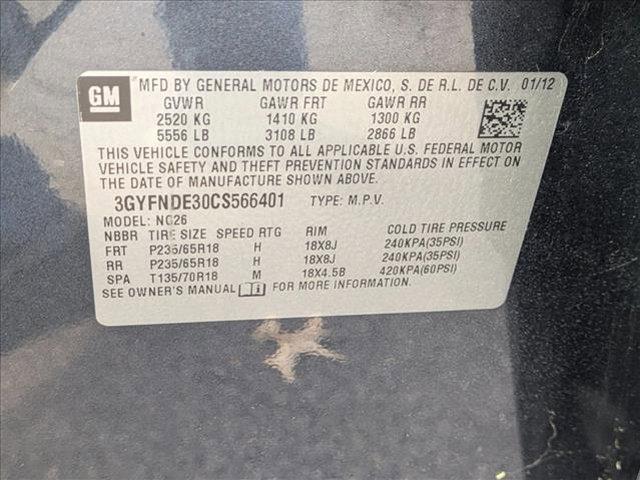 GM
MFD BY GENERAL MOTORS DE MEXICO, S. DE R.L. DE C.V. 01/12
GVWR GAWR FRT GAWR RR
2520 KG 1410 KG 1300 KG
5556 LB 3108 LB 2866 LB
THIS VEHICLE CONFORMS TO ALL APPLICABLE U.S. FEDERAL MOTOR
VEHICLE SAFETY AND THEFT PREVENTION STANDARDS IN EFFECT ON
THE DATE OF MANUFACTURE SHOWN ABOVE.
3GYFNDE30CS566401 TYPE: M.P.V.
MODEL: NG26
NBBR TIRE SIZE SPEED RTG RIM COLD TIRE PRESSURE
FRT P235/65R18 H 18X8J 240KPA(35PSI)
RR P235/65R18 H 18X8J 240KPA(35PSI)
SPA T135/70R18 M 18X4.5B 420KPA(60PSI)
SEE OWNER'S MANUAL i FOR MORE INFORMATION.